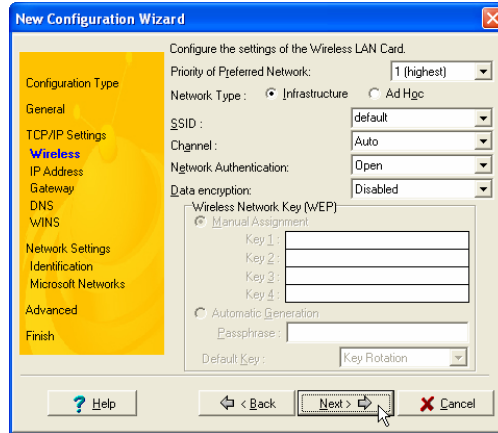 New Configuration Wizard
Configuration Type
General
TCP/IP Settings
Wireless
IP Address
Gateway
DNS
WINS
Network Settings
Identification
Microsoft Networks
Advanced
Finish
Configure the settings of the Wireless LAN Card.
Priority of Preferred Network: 1 (highest)
Network Type : Infrastructure Ad Hoc
SSID : default
Channel : Auto
Network Authentication: Open
Data encryption: Disabled
Wireless Network Key (WEP)
Manual Assignment
Key 1 :
Key 2 :
Key 3 :
Key 4 :
Automatic Generation
Passphrase :
Default Key : Key Rotation
? Help
< Back
Next >
Cancel